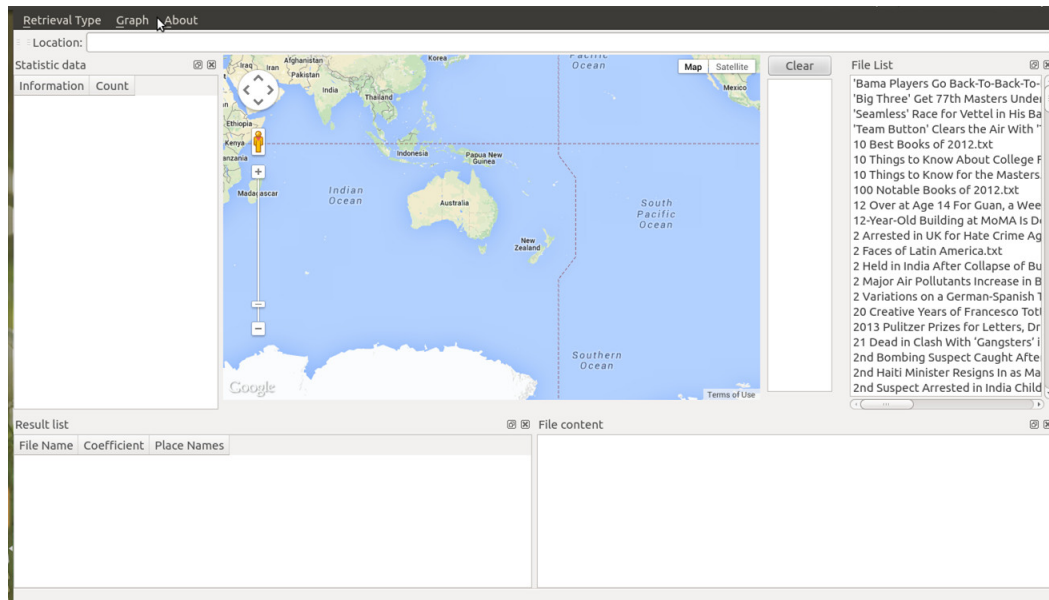 Retrieval Type Graph About
Location:
Statistic data
Information Count
Iraq Iran Afghanistan
Pakistan
India
Thailand
Korea
Pacific
Ocean
Map Satellite
Mexico
Ethiopia
Kenya
anzania
Madagascar
Indonesia
Papua New
Guinea
Indian
Ocean
Australia
South
Pacific
Ocean
New
Zealand
Southern
Ocean
Google
Terms of Use
Clear
File List
'Bama Players Go Back-To-Back-To-
'Big Three' Get 77th Masters Under
'Seamless' Race for Vettel in His Ba
'Team Button' Clears the Air With
10 Best Books of 2012.txt
10 Things to Know About College F
10 Things to Know for the Masters.
100 Notable Books of 2012.txt
12 Over at Age 14 For Guan, a Wee
12-Year-Old Building at MoMA Is De
2 Arrested in UK for Hate Crime Ag
2 Faces of Latin America.txt
2 Held in India After Collapse of Bu
2 Major Air Pollutants Increase in B
2 Variations on a German-Spanish T
20 Creative Years of Francesco Tott
2013 Pulitzer Prizes for Letters, Dr
21 Dead in Clash With 'Gangsters' i
2nd Bombing Suspect Caught Afte
2nd Haiti Minister Resigns In as Ma
2nd Suspect Arrested in India Child
Result list
File Name Coefficient Place Names
File content